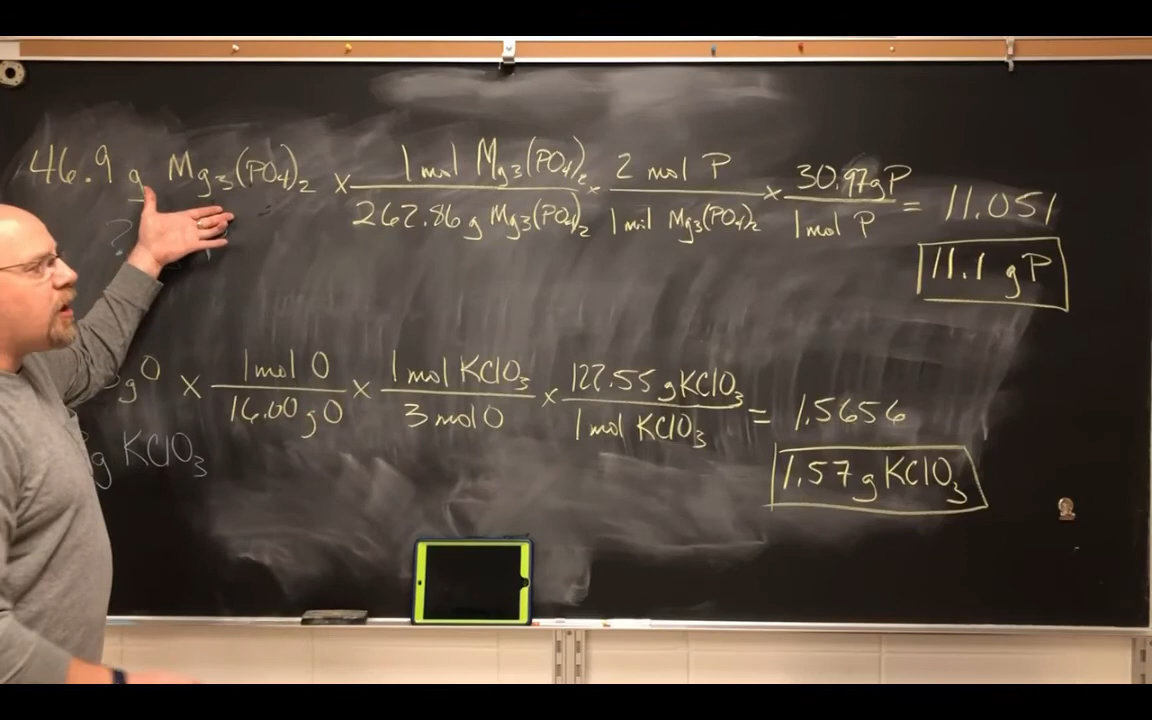 46.9 g Mg₃(PO₄)₂ × 1 mol Mg₃(PO₄)₂ / 262.86 g Mg₃(PO₄)₂ × 2 mol P / 1 mol Mg₃(PO₄)₂ × 30.97 g P / 1 mol P = 11.051
?
11.1 g P
g O × 1 mol O / 16.00 g O × 1 mol KClO₃ / 3 mol O × 122.55 g KClO₃ / 1 mol KClO₃ = 1.5656
g KClO₃
1.57 g KClO₃